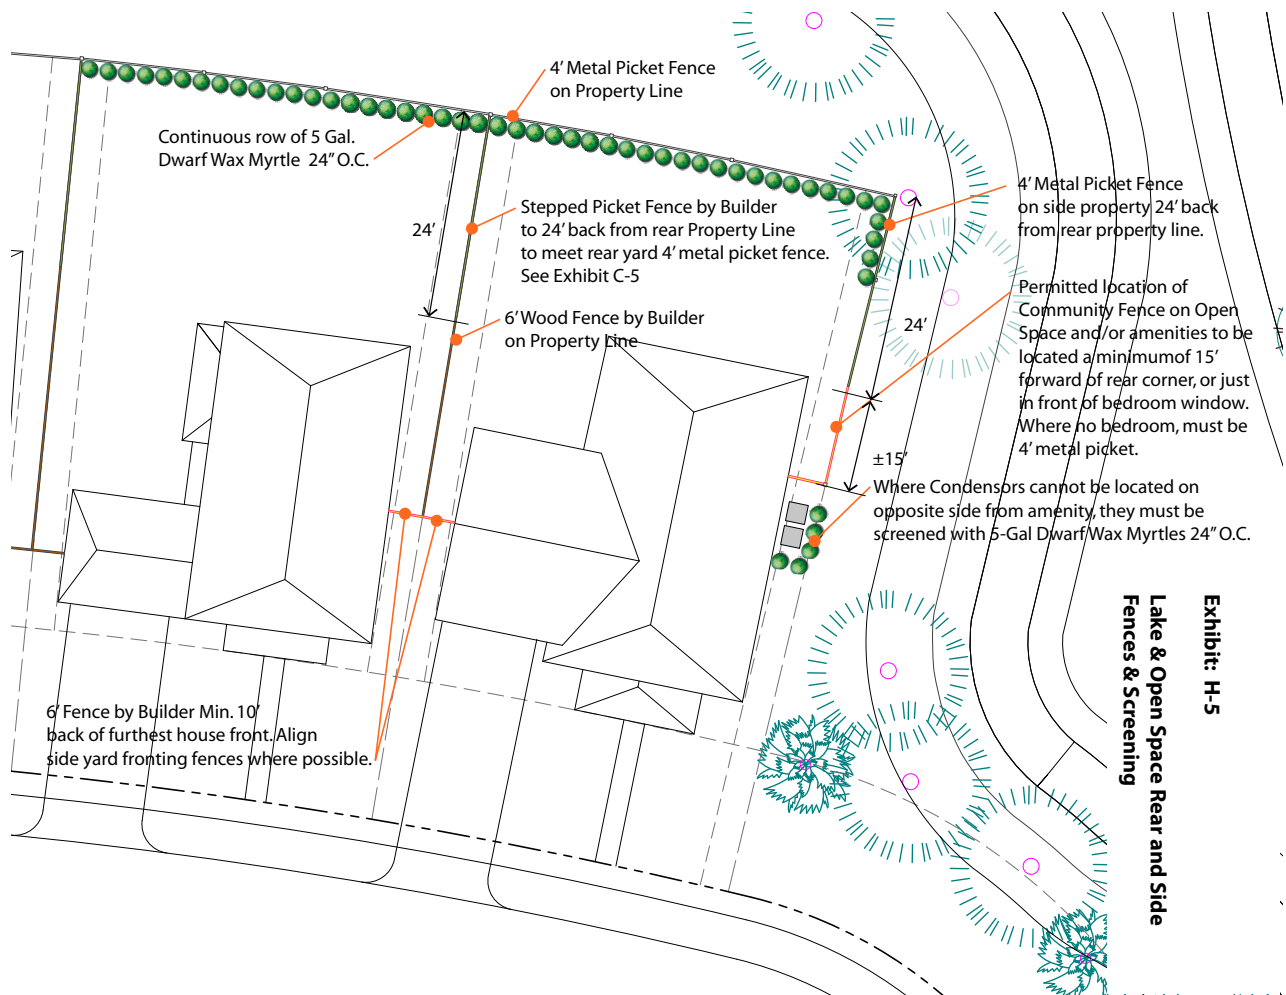 4' Metal Picket Fence
on Property Line
Continuous row of 5 Gal.
Dwarf Wax Myrtle 24" O.C.
4' Metal Picket Fence
on side property 24' back
from rear property line.
Stepped Picket Fence by Builder
to 24' back from rear Property Line
to meet rear yard 4' metal picket fence.
See Exhibit C-5
24'
6' Wood Fence by Builder
on Property Line
Permitted location of
Community Fence on Open
Space and/or amenities to be
located a minimumof 15'
forward of rear corner, or just
in front of bedroom window.
Where no bedroom, must be
4' metal picket.
24'
±15'
Where Condensors cannot be located on
opposite side from amenity, they must be
screened with 5-Gal Dwarf Wax Myrtles 24" O.C.
6' Fence by Builder Min. 10'
back of furthest house front. Align
side yard fronting fences where possible.
Exhibit: H-5
Lake & Open Space Rear and Side
Fences & Screening